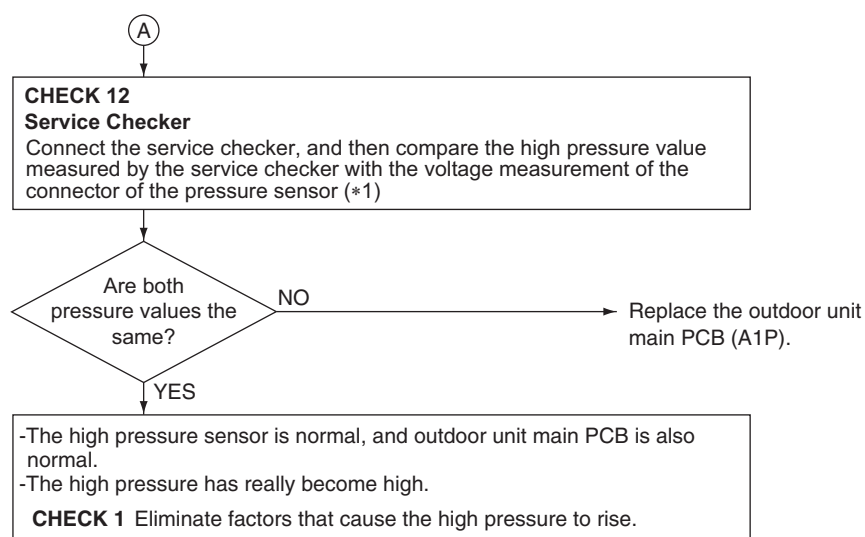 A
CHECK 12
Service Checker
Connect the service checker, and then compare the high pressure value
measured by the service checker with the voltage measurement of the
connector of the pressure sensor (*1)
Are both
pressure values the
same?
NO
Replace the outdoor unit
main PCB (A1P).
YES
-The high pressure sensor is normal, and outdoor unit main PCB is also
normal.
-The high pressure has really become high.
CHECK 1 Eliminate factors that cause the high pressure to rise.